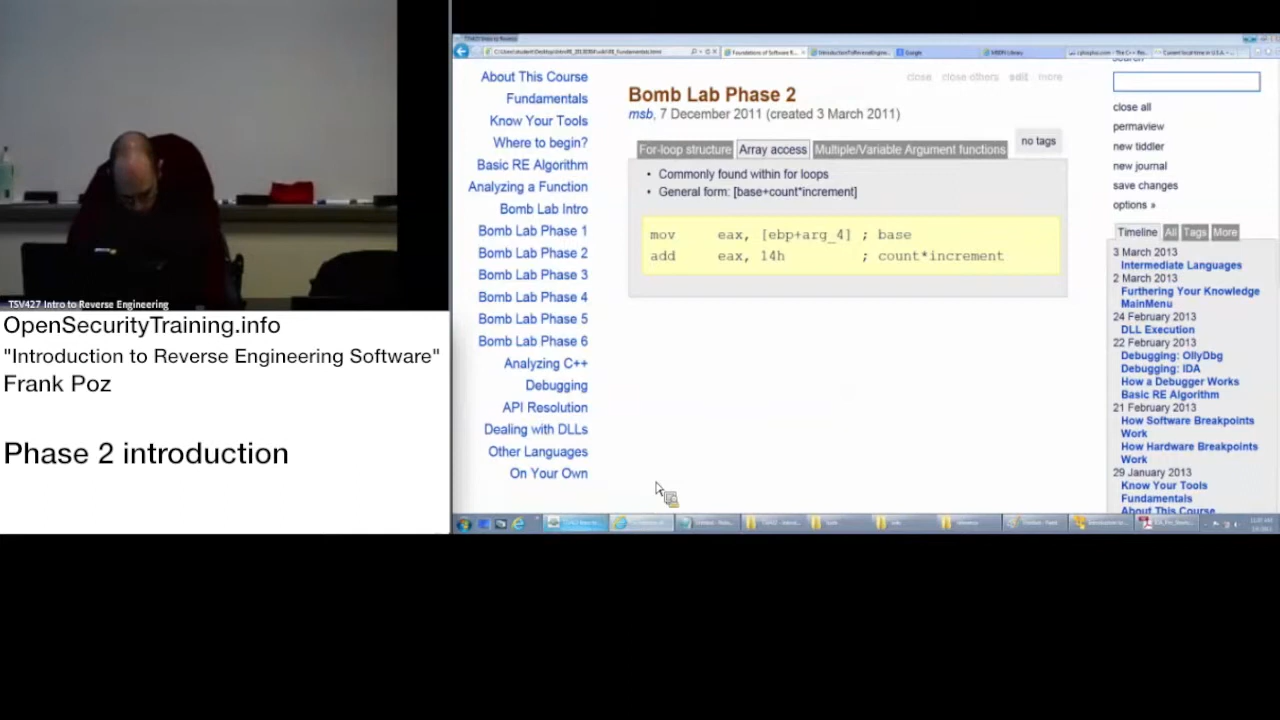 TSV427 Intro to Reverse Engineering
OpenSecurityTraining.info
"Introduction to Reverse Engineering Software"
Frank Poz
Phase 2 introduction
About This Course
Fundamentals
Know Your Tools
Where to begin?
Basic RE Algorithm
Analyzing a Function
Bomb Lab Intro
Bomb Lab Phase 1
Bomb Lab Phase 2
Bomb Lab Phase 3
Bomb Lab Phase 4
Bomb Lab Phase 5
Bomb Lab Phase 6
Analyzing C++
Debugging
API Resolution
Dealing with DLLs
Other Languages
On Your Own
close close others edit more
Bomb Lab Phase 2
msb, 7 December 2011 (created 3 March 2011)
no tags
For-loop structure Array access Multiple/Variable Argument functions
• Commonly found within for loops
• General form: [base+count*increment]
mov eax, [ebp+arg_4] ; base
add eax, 14h ; count*increment
search
close all
permaview
new tiddler
new journal
save changes
options »
Timeline All Tags More
3 March 2013
Intermediate Languages
2 March 2013
Furthering Your Knowledge
MainMenu
24 February 2013
DLL Execution
22 February 2013
Debugging: OllyDbg
Debugging: IDA
How a Debugger Works
Basic RE Algorithm
21 February 2013
How Software Breakpoints
Work
How Hardware Breakpoints
Work
29 January 2013
Know Your Tools
Fundamentals
About This Course